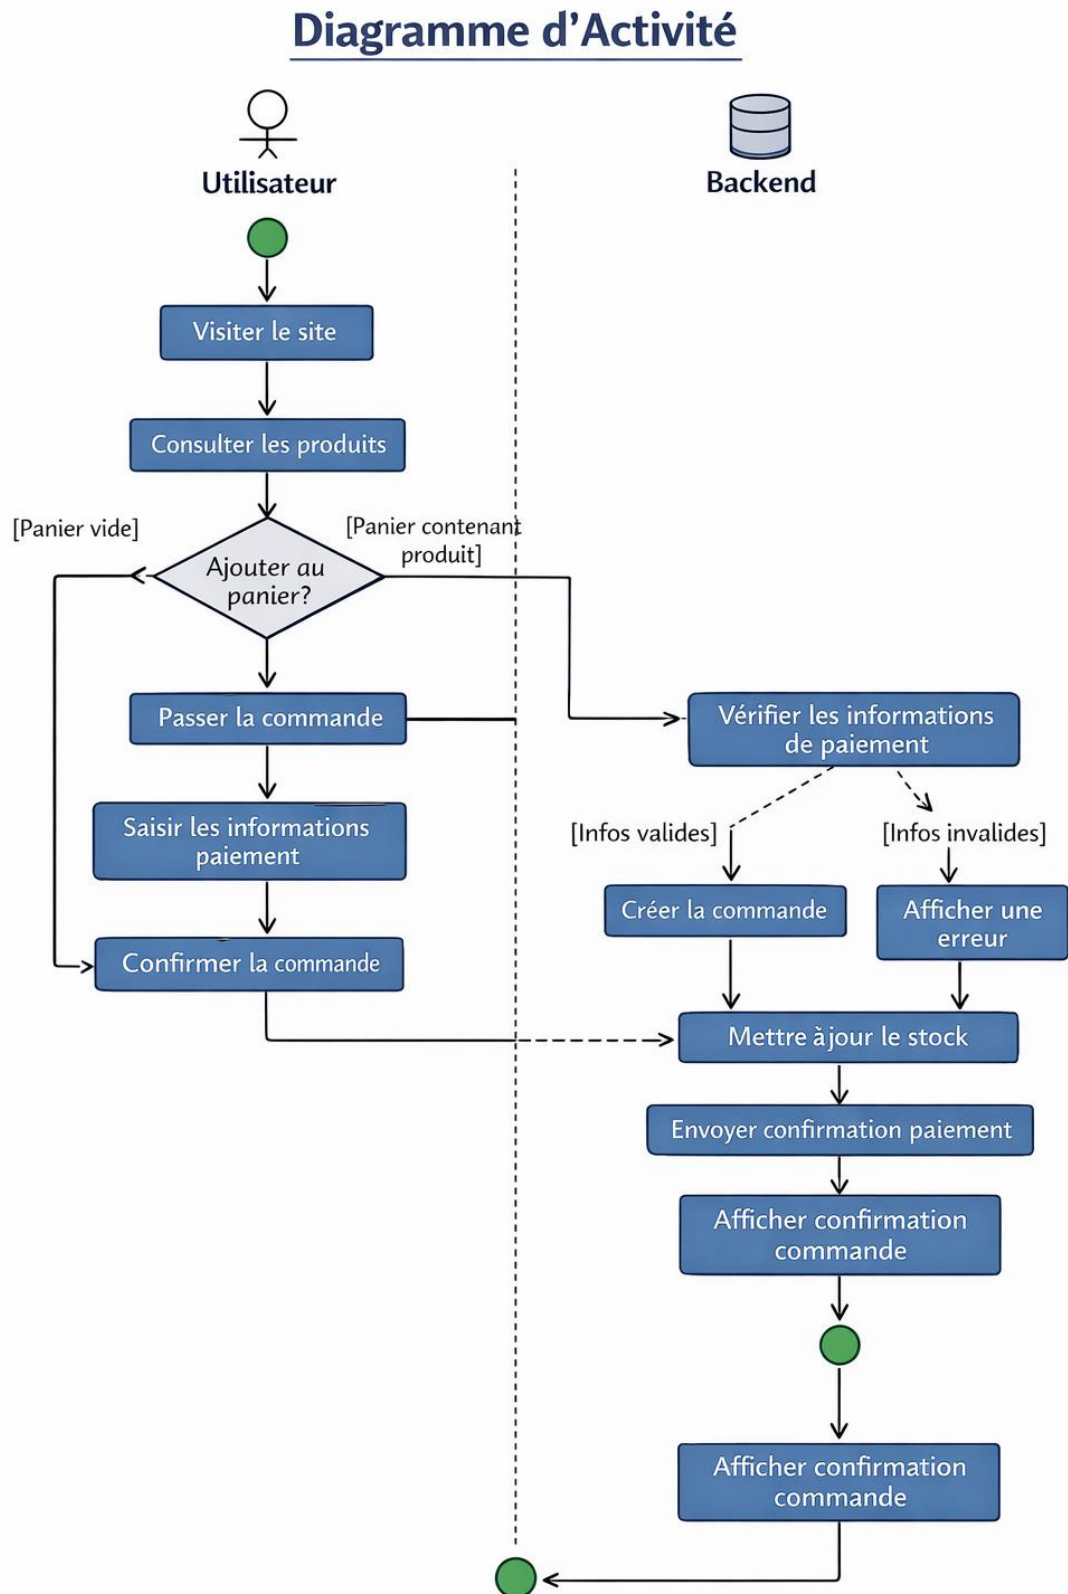 Diagramme d'Activité
Utilisateur
Backend
Visiter le site
Consulter les produits
[Panier vide]
[Panier contenant
produit]
Ajouter au
panier?
Passer la commande
Vérifier les informations
de paiement
Saisir les informations
paiement
[Infos valides]
[Infos invalides]
Créer la commande
Afficher une
erreur
Confirmer la commande
Mettre à jour le stock
Envoyer confirmation paiement
Afficher confirmation
commande
Afficher confirmation
commande